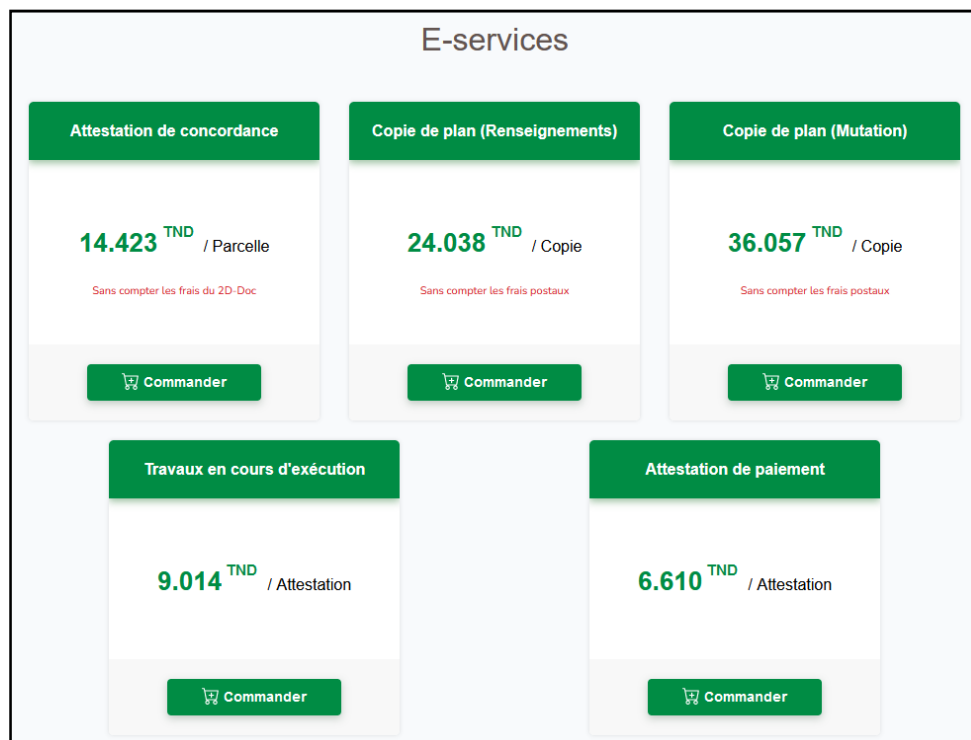 E-services
Attestation de concordance
Copie de plan (Renseignements)
Copie de plan (Mutation)
14.423 TND / Parcelle
24.038 TND / Copie
36.057 TND / Copie
Sans compter les frais du 2D-Doc
Sans compter les frais postaux
Sans compter les frais postaux
Commander
Commander
Commander
Travaux en cours d'exécution
Attestation de paiement
9.014 TND / Attestation
6.610 TND / Attestation
Commander
Commander